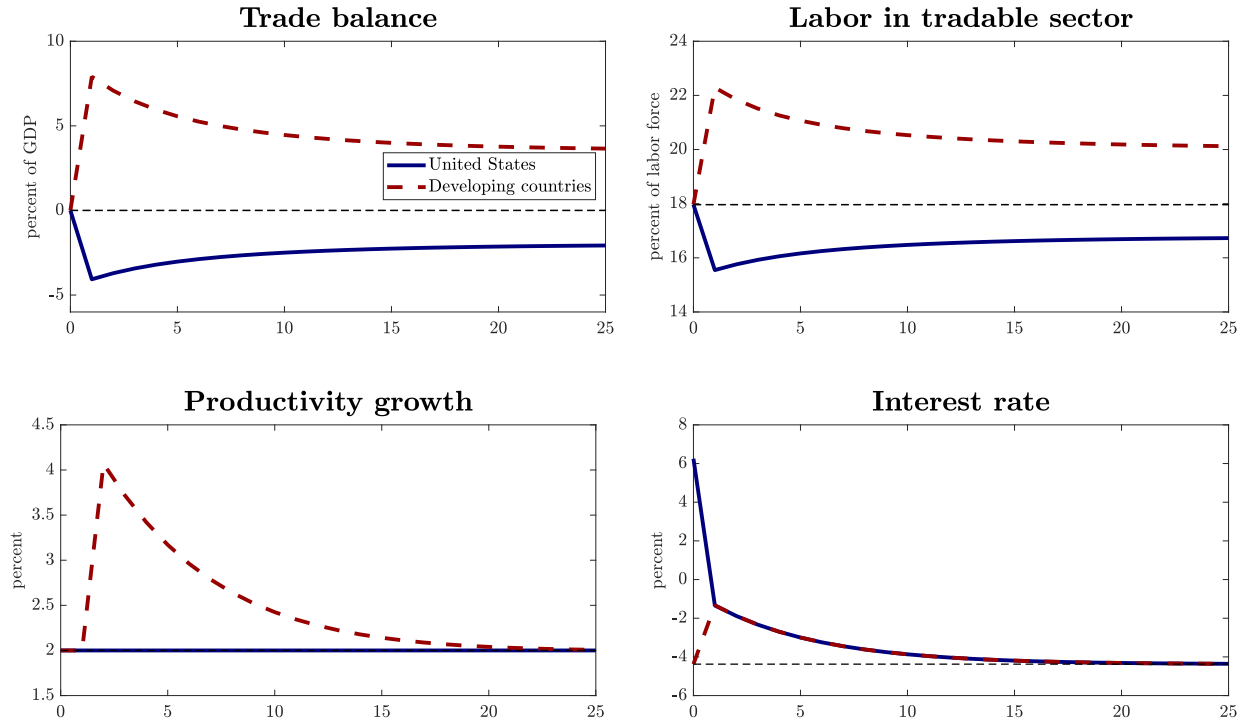 Trade balance
percent of GDP
10
5
0
-5
0 5 10 15 20 25
United States
Developing countries
Labor in tradable sector
percent of labor force
24
22
20
18
16
14
0 5 10 15 20 25
Productivity growth
percent
4.5
4
3.5
3
2.5
2
1.5
0 5 10 15 20 25
Interest rate
percent
8
6
4
2
0
-2
-4
-6
0 5 10 15 20 25